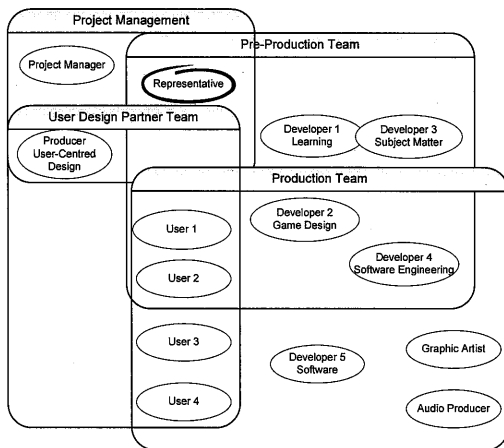 Project Management
Pre-Production Team
Project Manager
Representative
User Design Partner Team
Developer 1
Learning
Developer 3
Subject Matter
Producer
User-Centred
Design
Production Team
Developer 2
Game Design
User 1
Developer 4
Software Engineering
User 2
User 3
Developer 5
Software
Graphic Artist
User 4
Audio Producer